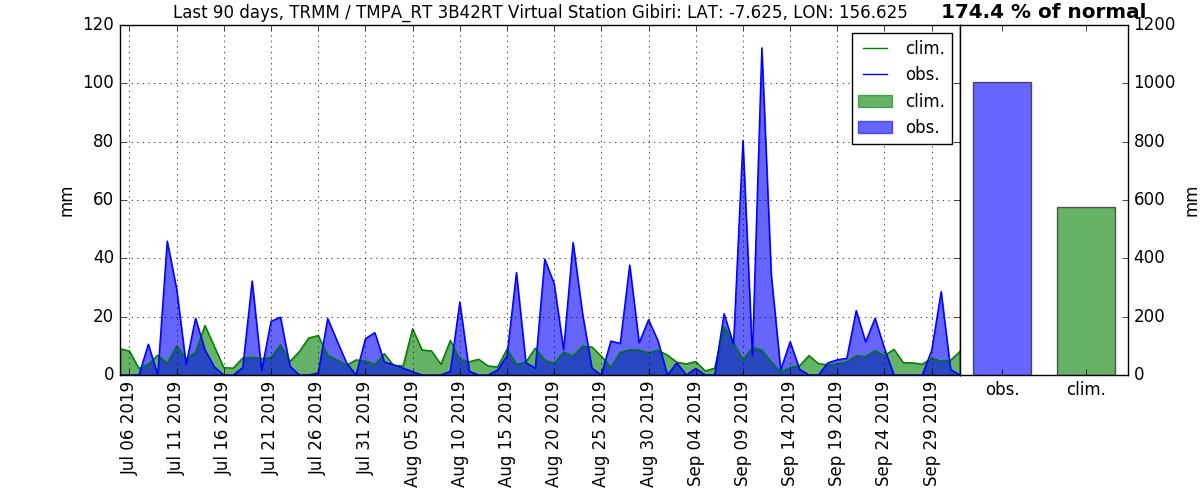 Last 90 days, TRMM / TMPA_RT 3B42RT Virtual Station Gibiri: LAT: -7.625, LON: 156.625
174.4 % of normal
120
100
80
60
40
20
0
mm
clim.
obs.
clim.
obs.
1200
1000
800
600
400
200
0
mm
Jul 06 2019
Jul 11 2019
Jul 16 2019
Jul 21 2019
Jul 26 2019
Jul 31 2019
Aug 05 2019
Aug 10 2019
Aug 15 2019
Aug 20 2019
Aug 25 2019
Aug 30 2019
Sep 04 2019
Sep 09 2019
Sep 14 2019
Sep 19 2019
Sep 24 2019
Sep 29 2019
obs.
clim.